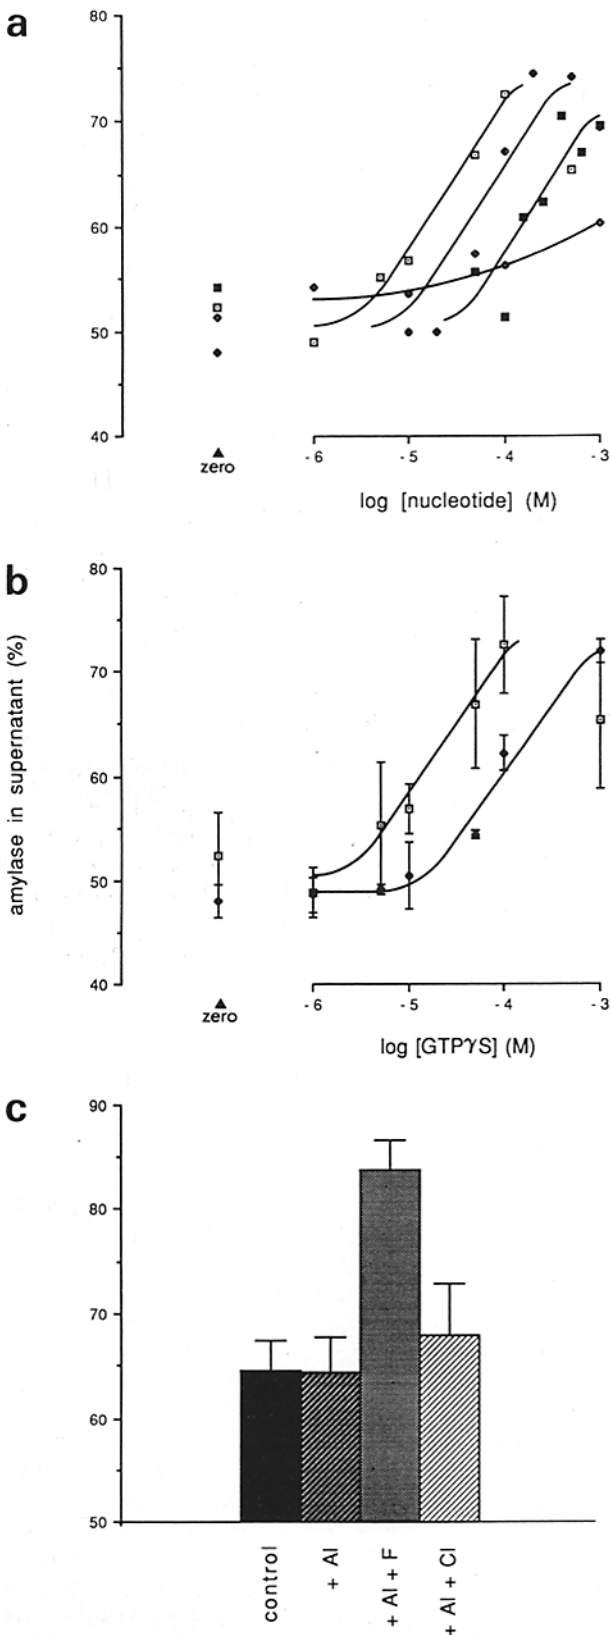 a
80
70
60
50
40
zero
- 6
- 5
- 4
- 3
log [nucleotide] (M)
b
amylase in supernatant (%)
80
70
60
50
40
zero
- 6
- 5
- 4
- 3
log [GTPγS] (M)
c
90
80
70
60
50
control
+ Al
+ Al + F
+ Al + Cl